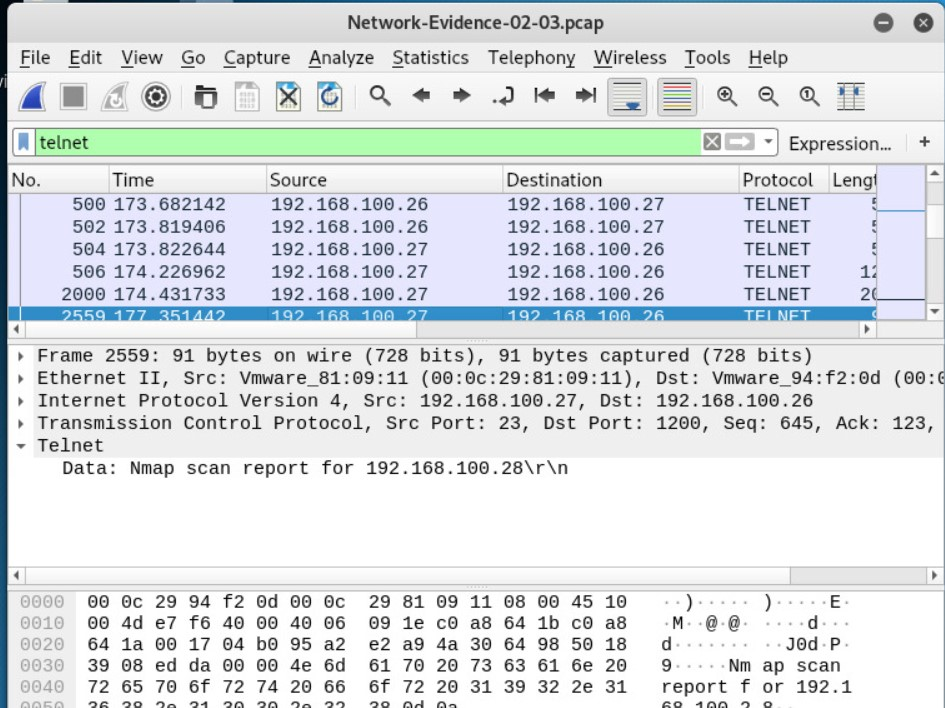 Network-Evidence-02-03.pcap
File Edit View Go Capture Analyze Statistics Telephony Wireless Tools Help
telnet Expression... +
No. Time Source Destination Protocol Lengt
500 173.682142 192.168.100.26 192.168.100.27 TELNET 5
502 173.819406 192.168.100.26 192.168.100.27 TELNET 5
504 173.822644 192.168.100.27 192.168.100.26 TELNET 5
506 174.226962 192.168.100.27 192.168.100.26 TELNET 12
2000 174.431733 192.168.100.27 192.168.100.26 TELNET 20
2559 177.351442 192.168.100.27 192.168.100.26 TELNET
Frame 2559: 91 bytes on wire (728 bits), 91 bytes captured (728 bits)
Ethernet II, Src: Vmware_81:09:11 (00:0c:29:81:09:11), Dst: Vmware_94:f2:0d (00:0
Internet Protocol Version 4, Src: 192.168.100.27, Dst: 192.168.100.26
Transmission Control Protocol, Src Port: 23, Dst Port: 1200, Seq: 645, Ack: 123,
Telnet
Data: Nmap scan report for 192.168.100.28\r\n
0000 00 0c 29 94 f2 0d 00 0c 29 81 09 11 08 00 45 10 ··)····· )·····E·
0010 00 4d e7 f6 40 00 40 06 09 1e c0 a8 64 1b c0 a8 ·M··@·@· ····d···
0020 64 1a 00 17 04 b0 95 a2 e2 a9 4a 30 64 98 50 18 d······· ··J0d·P·
0030 39 08 ed da 00 00 4e 6d 61 70 20 73 63 61 6e 20 9·····Nm ap scan
0040 72 65 70 6f 72 74 20 66 6f 72 20 31 39 32 2e 31 report f or 192.1
0050 36 38 2e 31 30 30 2e 32 38 0d 0a 68.100.2 8··